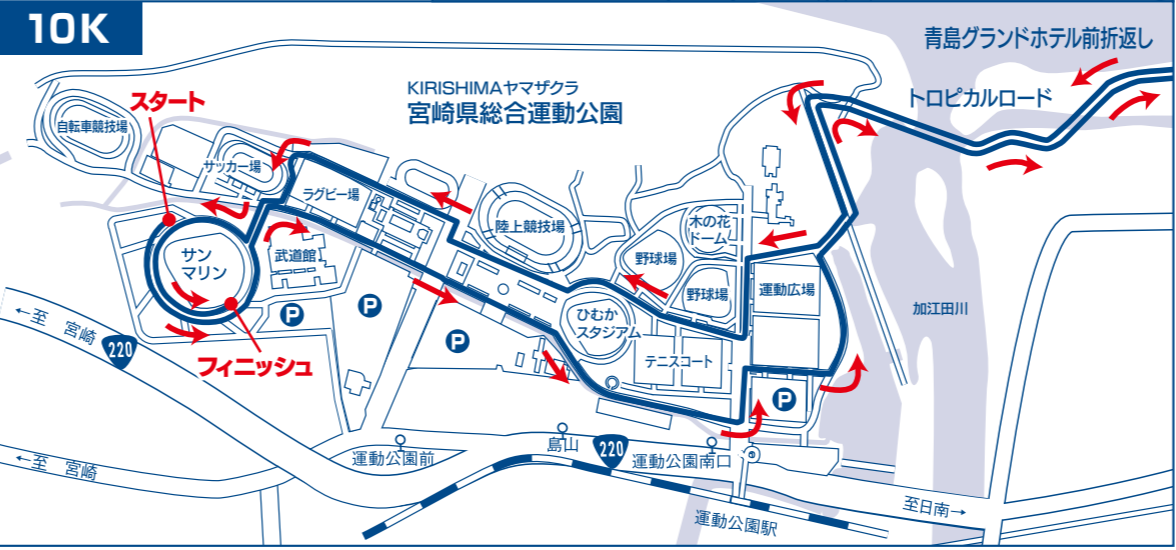 10K
青島グランドホテル前折返し
KIRISHIMAヤマザクラ
宮崎県総合運動公園
トロピカルロード
スタート
自転車競技場
サッカー場
ラグビー場
陸上競技場
木の花
ドーム
サン
マリン
武道館
野球場
野球場
運動広場
加江田川
P
P
P
ひむか
スタジアム
テニスコート
P
←至 宮崎
220
フィニッシュ
島山
220
運動公園前
運動公園南口
←至 宮崎
至日南→
運動公園駅